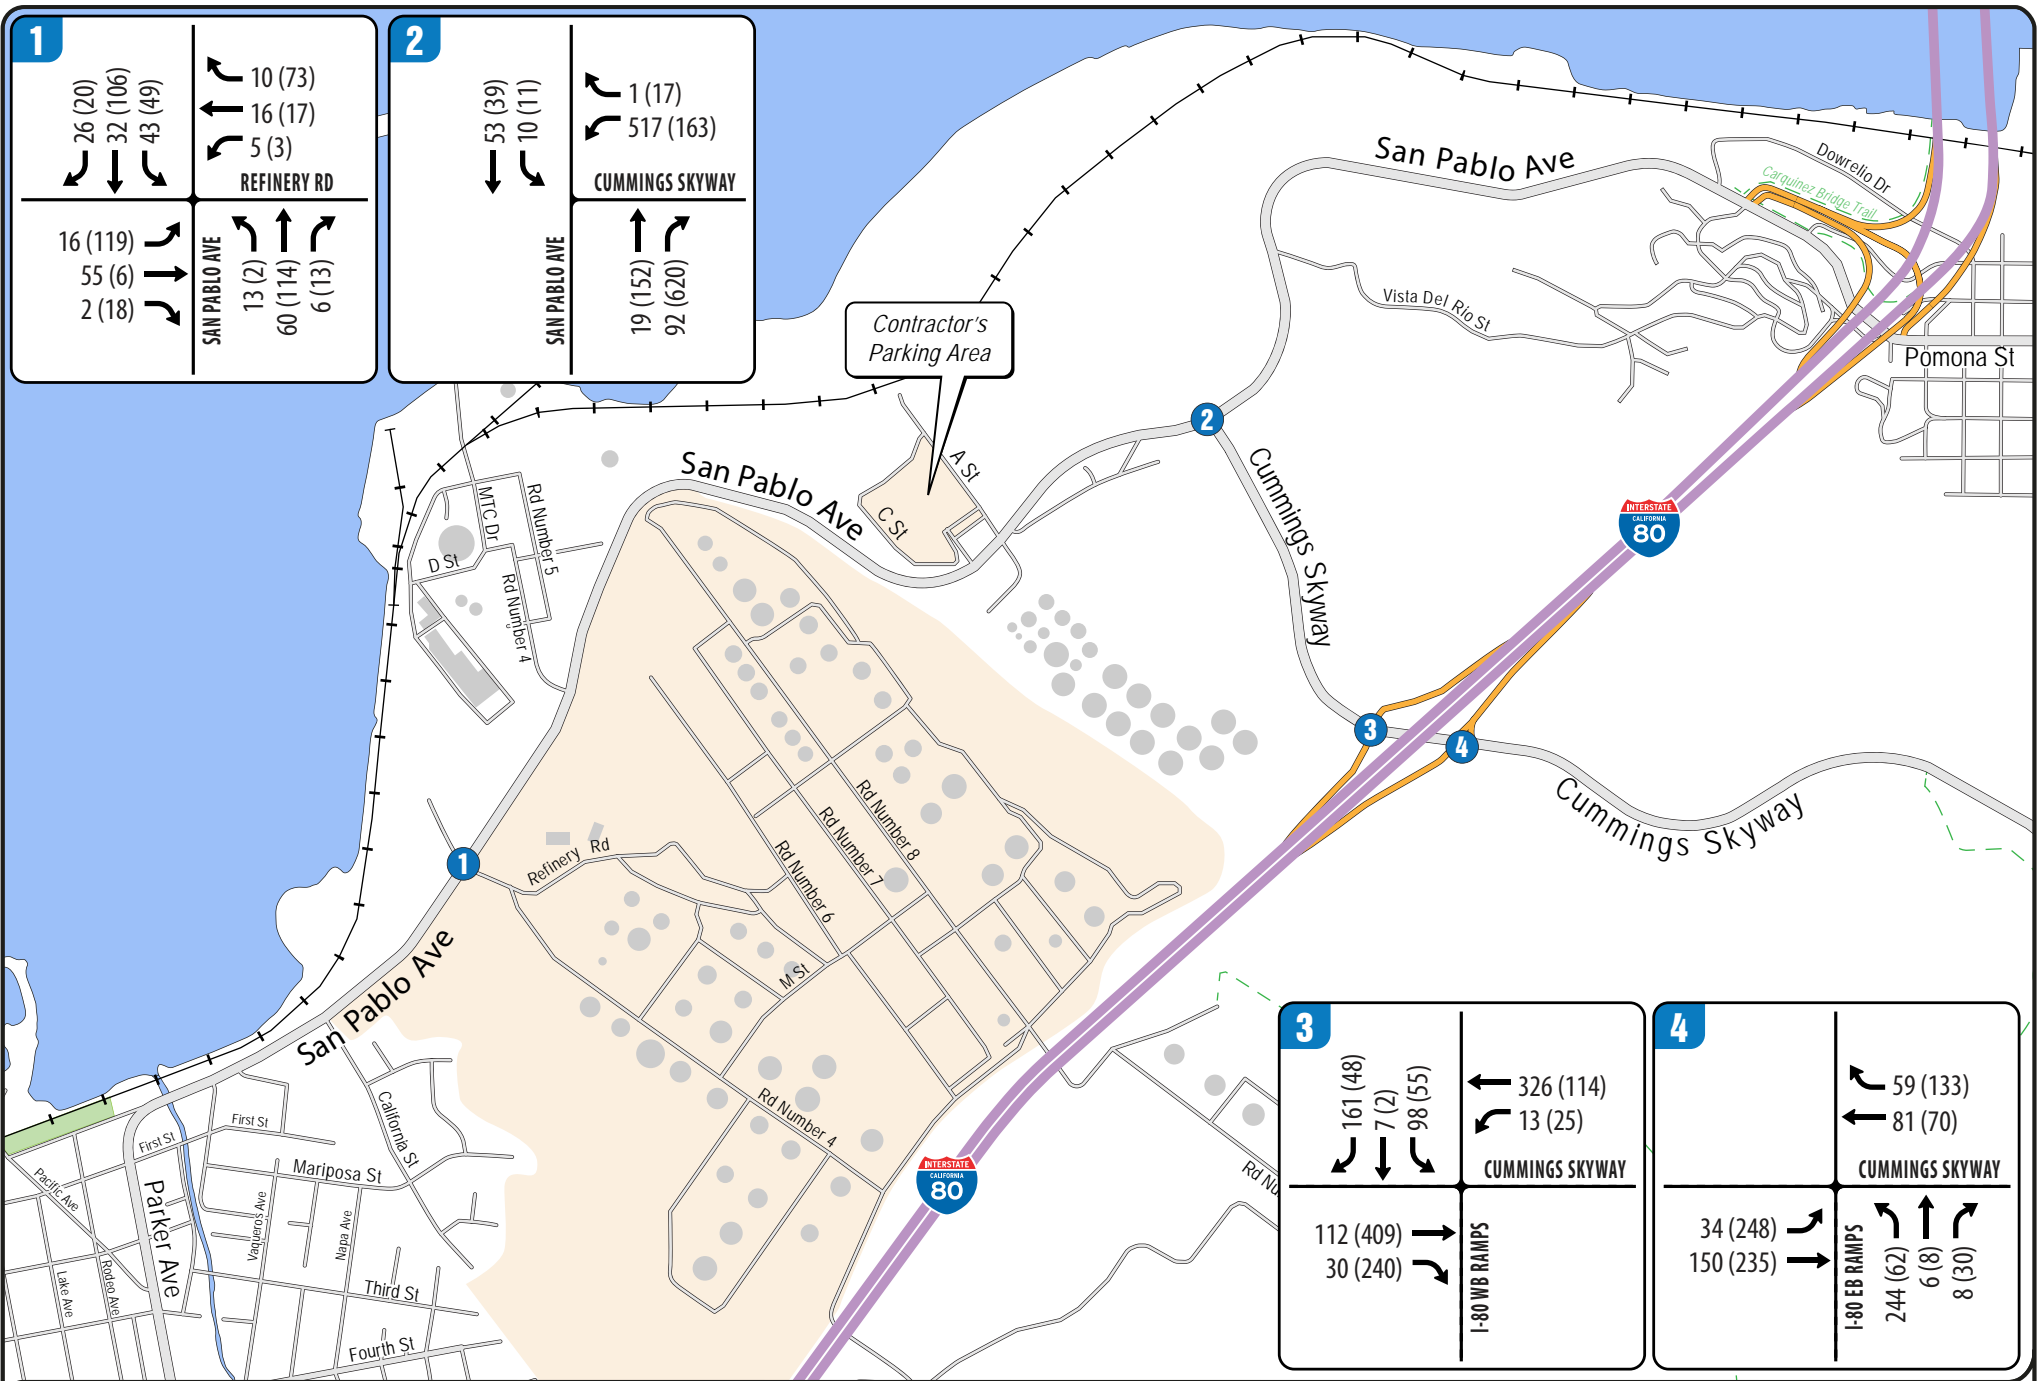 1
26 (20)
32 (106)
43 (49)
10 (73)
16 (17)
5 (3)
REFINERY RD
16 (119)
55 (6)
2 (18)
SAN PABLO AVE
13 (2)
60 (114)
6 (13)
2
53 (39)
10 (11)
1 (17)
517 (163)
CUMMINGS SKYWAY
SAN PABLO AVE
19 (152)
92 (620)
San Pablo Ave
Dowrelio Dr
Carquinez Bridge Trail
Vista Del Rio St
Pomona St
Contractor's
Parking Area
2
A St
C St
San Pablo Ave
Cummings Skyway
MTC Dr
Rd Number 5
D St
Rd Number 4
INTERSTATE
CALIFORNIA
80
3
4
Cummings Skyway
1
Refinery Rd
Rd Number 8
Rd Number 7
Rd Number 6
San Pablo Ave
M St
Rd Number 4
California St
First St
First St
Mariposa St
Pacific Ave
Parker Ave
Vaqueros Ave
Napa Ave
Lake Ave
Rodeo Ave
Third St
Fourth St
INTERSTATE
CALIFORNIA
80
Rd Nu
3
161 (48)
7 (2)
98 (55)
326 (114)
13 (25)
CUMMINGS SKYWAY
112 (409)
30 (240)
I-80 WB RAMPS
4
59 (133)
81 (70)
CUMMINGS SKYWAY
34 (248)
150 (235)
I-80 EB RAMPS
244 (62)
6 (8)
8 (30)